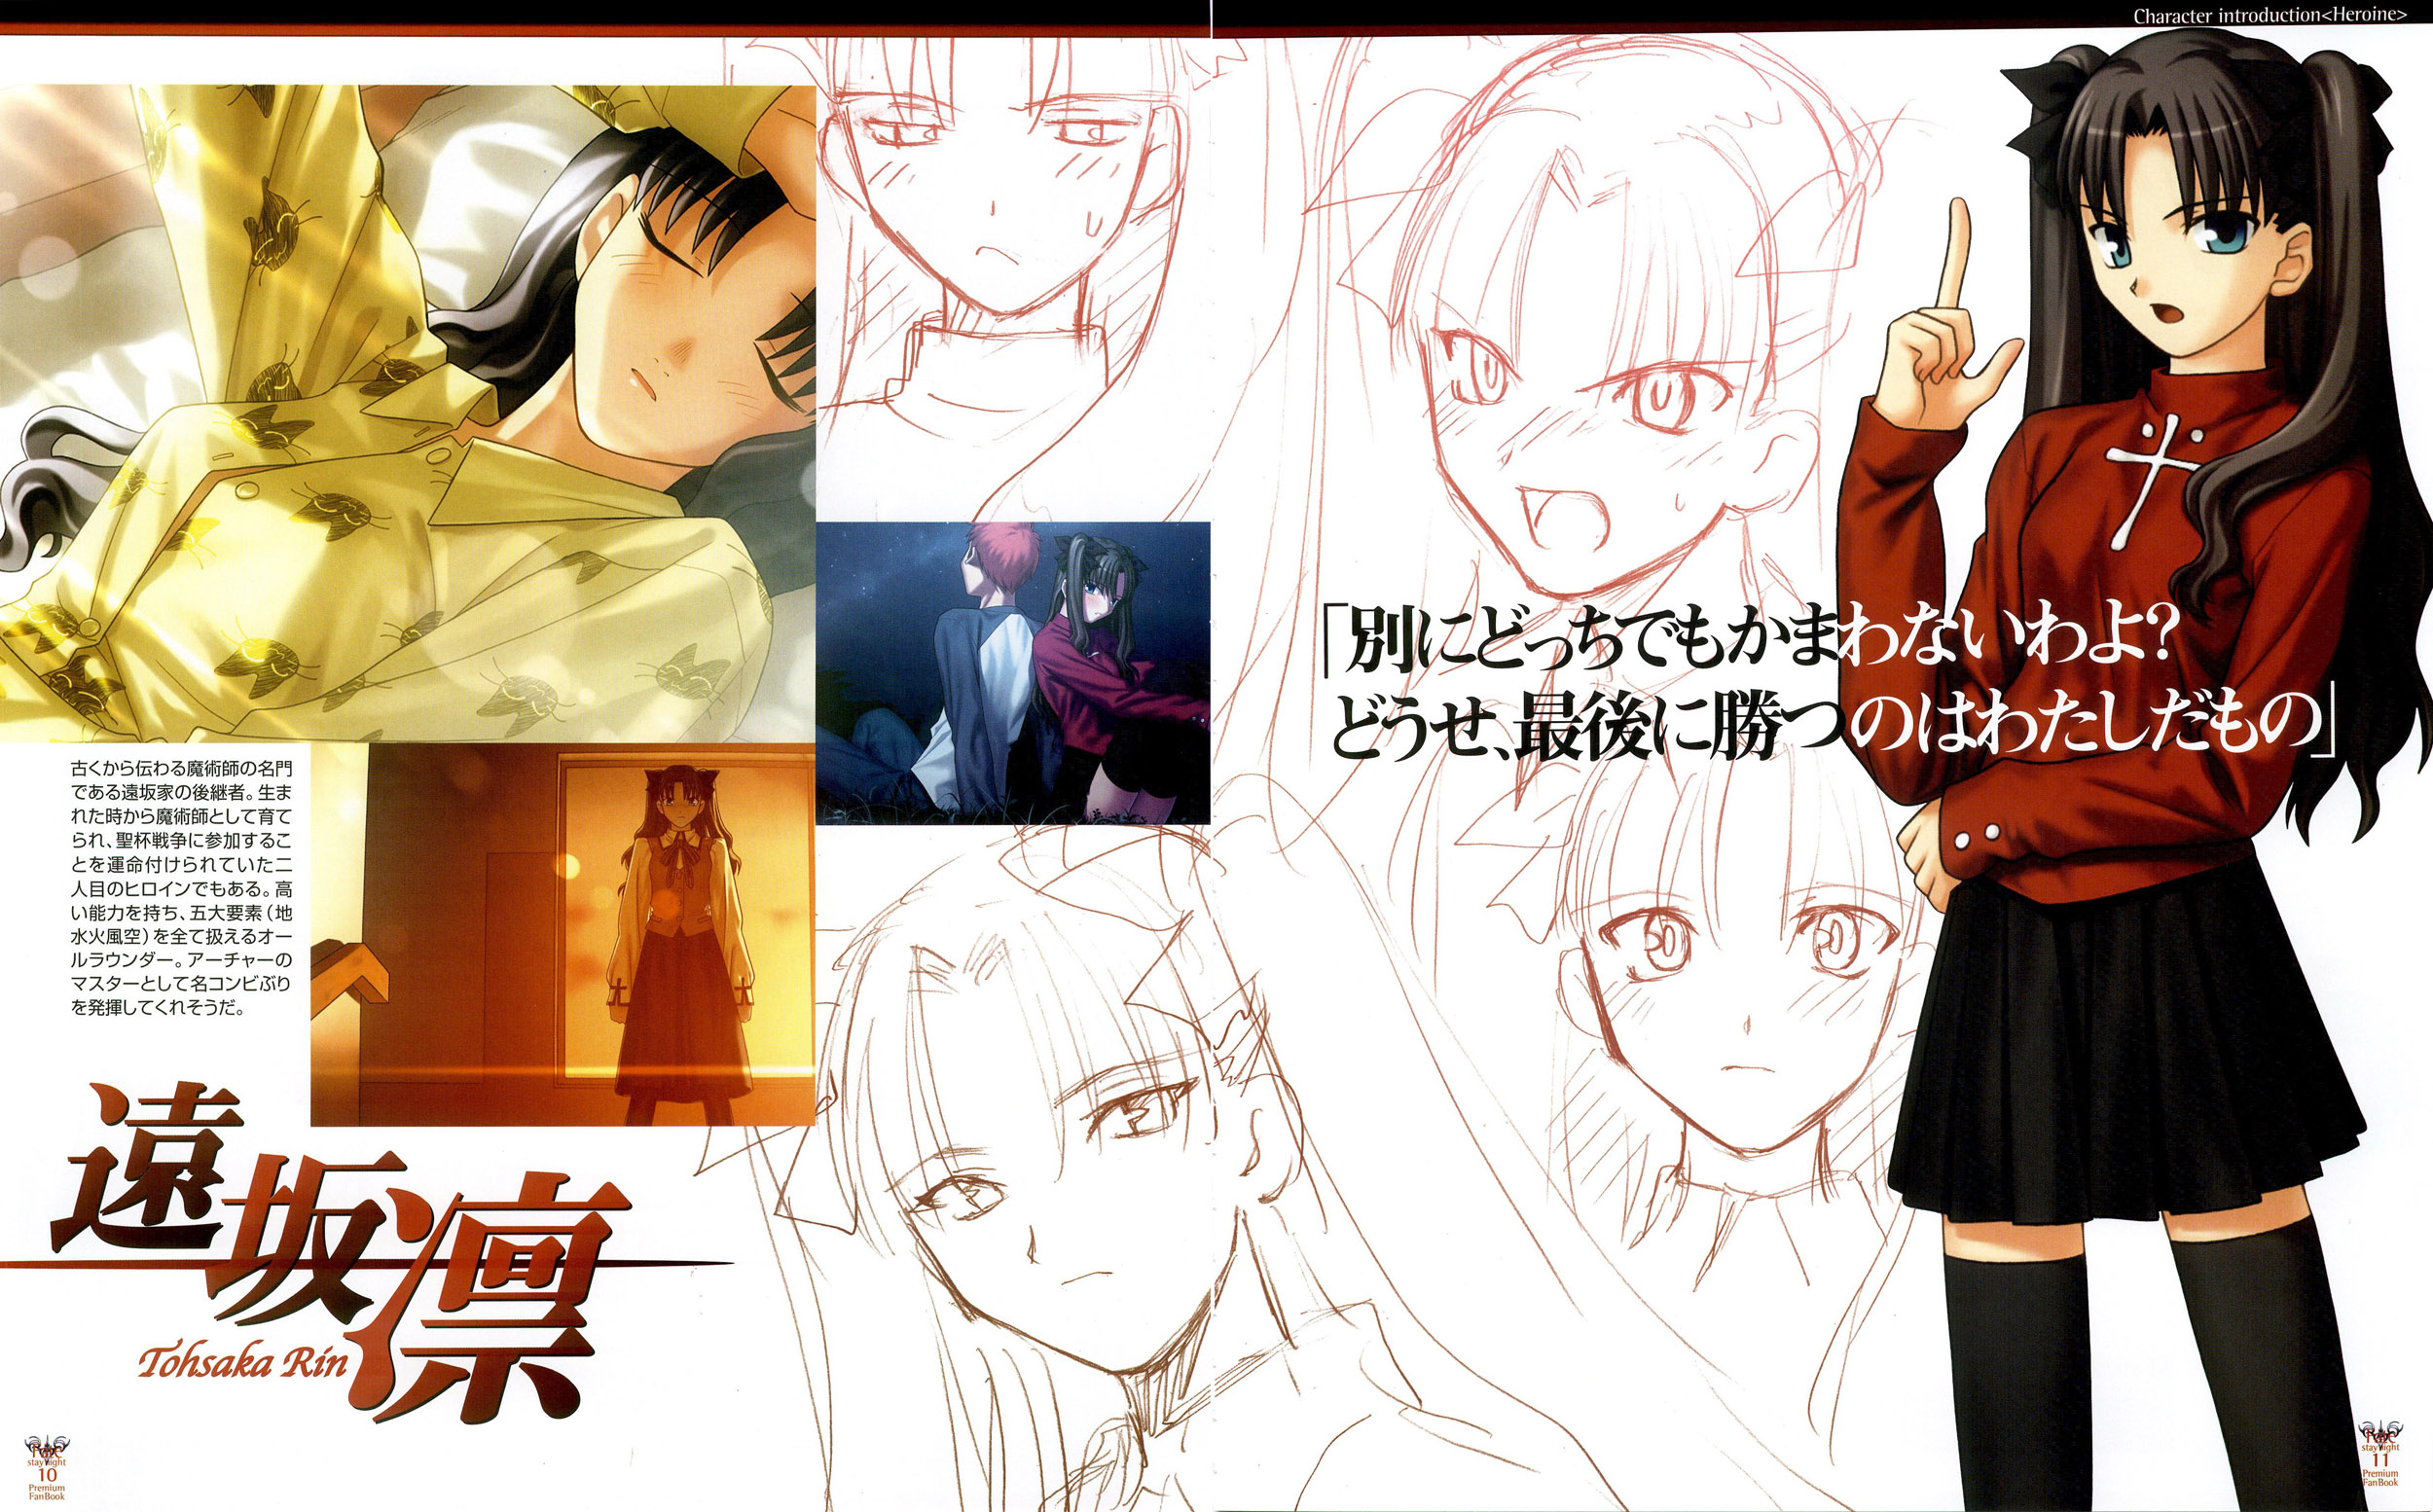 Character introduction<Heroine>
「別にどっちでもかまわないわよ?
どうせ、最後に勝つのはわたしだもの」
古くから伝わる魔術師の名門
である遠坂家の後継者。生ま
れた時から魔術師として育て
られ、聖杯戦争に参加するこ
とを運命付けられていた二
人目のヒロインでもある。高
い能力を持ち、五大要素(地
水火風空)を全て扱えるオー
ルラウンダー。アーチャーの
マスターとして名コンビぶり
を発揮してくれそうだ。
遠坂凛
Tohsaka Rin
Fate
stay night
10
Premium
FanBook
Fate
stay night
11
Premium
FanBook